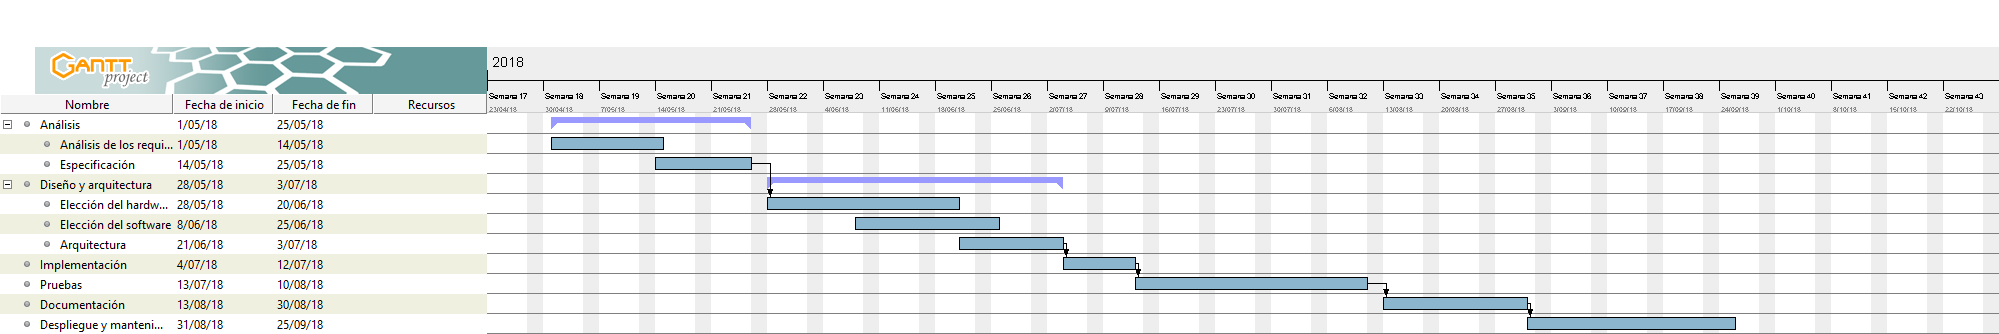 2018
GANTT
project
Semana 17 Semana 18 Semana 19 Semana 20 Semana 21 Semana 22 Semana 23 Semana 24 Semana 25 Semana 26 Semana 27 Semana 28 Semana 29 Semana 30 Semana 31 Semana 32 Semana 33 Semana 34 Semana 35 Semana 36 Semana 37 Semana 38 Semana 39 Semana 40 Semana 41 Semana 42 Semana 43
Nombre Fecha de inicio Fecha de fin Recursos
23/04/18 30/04/18 7/05/18 14/05/18 21/05/18 28/05/18 4/06/18 11/06/18 18/06/18 25/06/18 2/07/18 9/07/18 16/07/18 23/07/18 30/07/18 6/08/18 13/08/18 20/08/18 27/08/18 3/09/18 10/09/18 17/09/18 24/09/18 1/10/18 8/10/18 15/10/18 22/10/18
Análisis 1/05/18 25/05/18
Análisis de los requi... 1/05/18 14/05/18
Especificación 14/05/18 25/05/18
Diseño y arquitectura 28/05/18 3/07/18
Elección del hardw... 28/05/18 20/06/18
Elección del software 8/06/18 25/06/18
Arquitectura 21/06/18 3/07/18
Implementación 4/07/18 12/07/18
Pruebas 13/07/18 10/08/18
Documentación 13/08/18 30/08/18
Despliegue y manteni... 31/08/18 25/09/18